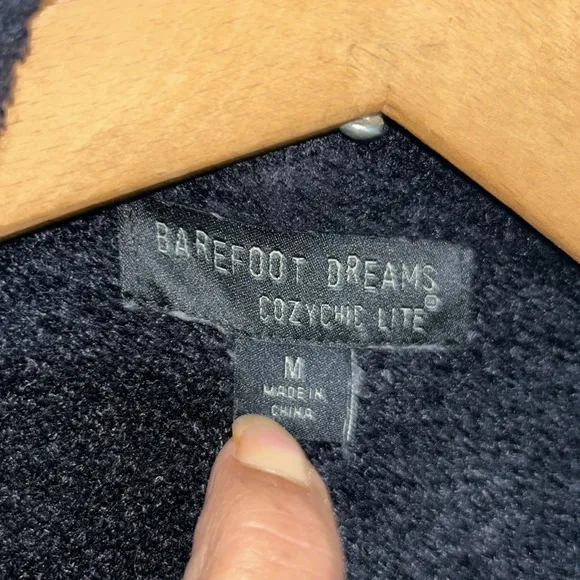 BAREFOOT DREAMS
COZYCHIC LITE®
M
MADE IN
CHINA